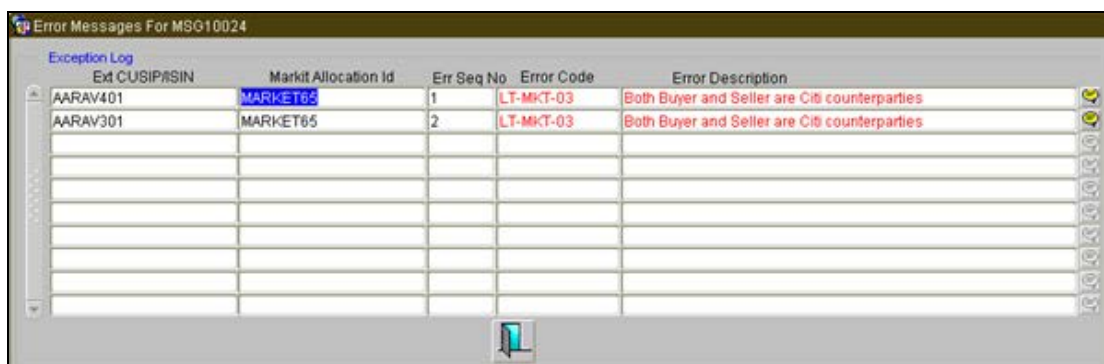 Error Messages For MSG10024
Exception Log
Ext CUSIP/ISIN Markit Allocation Id Err Seq No Error Code Error Description
AARAV401 MARKET65 1 LT-MKT-03 Both Buyer and Seller are Citi counterparties
AARAV301 MARKET65 2 LT-MKT-03 Both Buyer and Seller are Citi counterparties